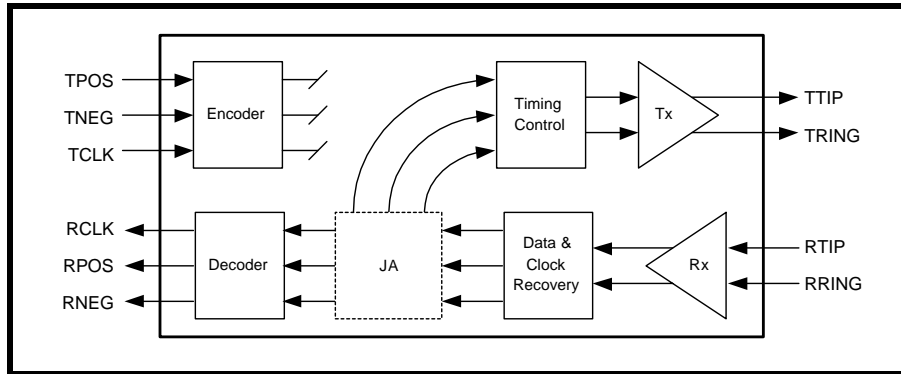 TPOS
TNEG
TCLK
Encoder
Timing
Control
Tx
TTIP
TRING
RCLK
RPOS
RNEG
Decoder
JA
Data &
Clock
Recovery
Rx
RTIP
RRING